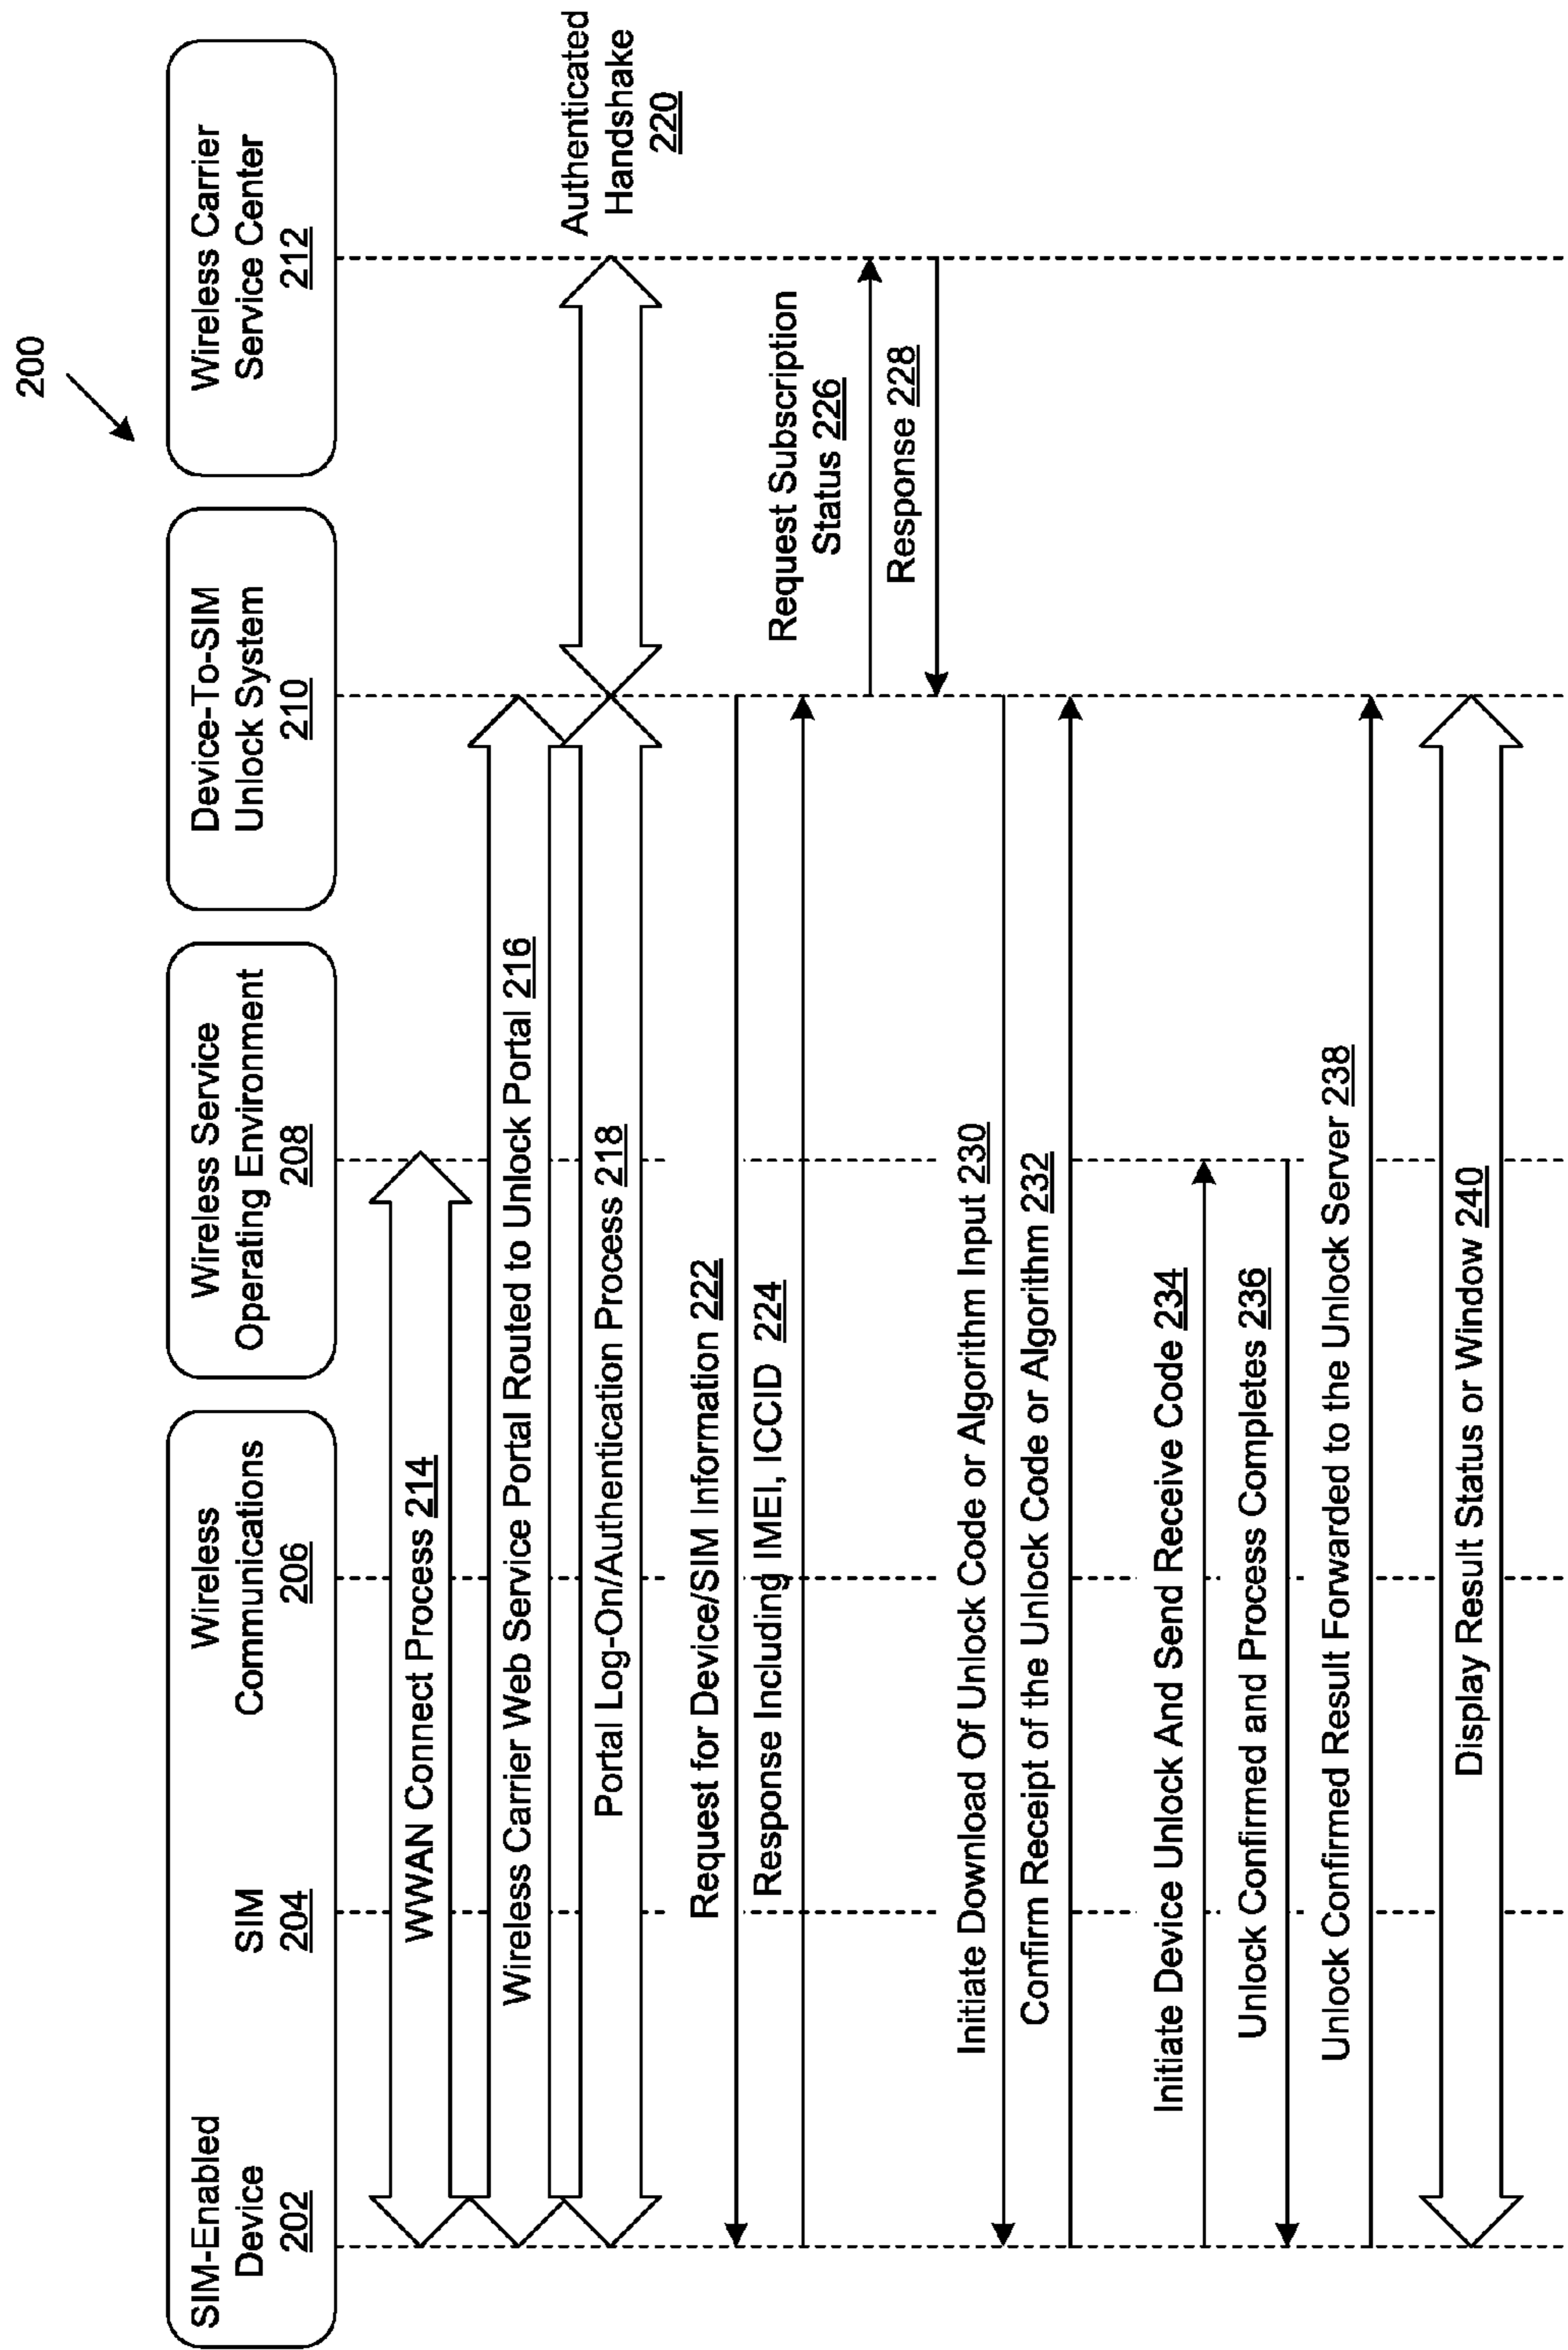 200
SIM-Enabled
Device
202
SIM
204
Wireless
Communications
206
Wireless Service
Operating Environment
208
Device-To-SIM
Unlock System
210
Wireless Carrier
Service Center
212
WWAN Connect Process 214
Wireless Carrier Web Service Portal Routed to Unlock Portal 216
Portal Log-On/Authentication Process 218
Authenticated
Handshake
220
Request for Device/SIM Information 222
Response Including IMEI, ICCID 224
Request Subscription
Status 226
Response 228
Initiate Download Of Unlock Code or Algorithm Input 230
Confirm Receipt of the Unlock Code or Algorithm 232
Initiate Device Unlock And Send Receive Code 234
Unlock Confirmed and Process Completes 236
Unlock Confirmed Result Forwarded to the Unlock Server 238
Display Result Status or Window 240